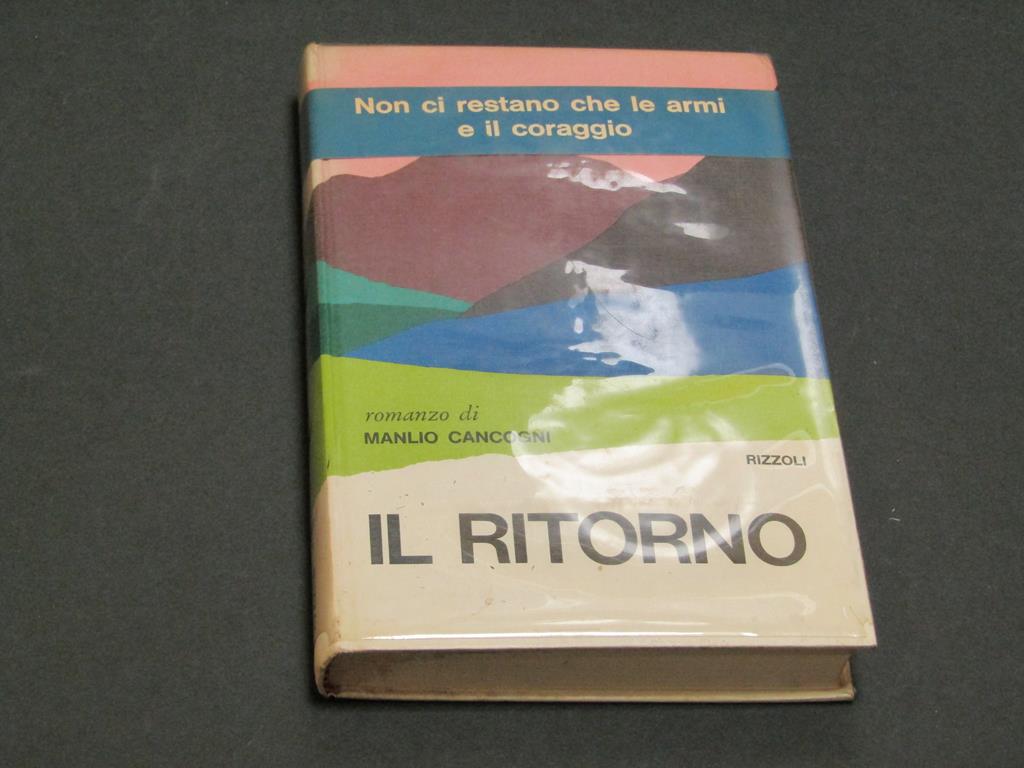 Non ci restano che le armi
e il coraggio
romanzo di
MANLIO CANCOGNI
RIZZOLI
IL RITORNO